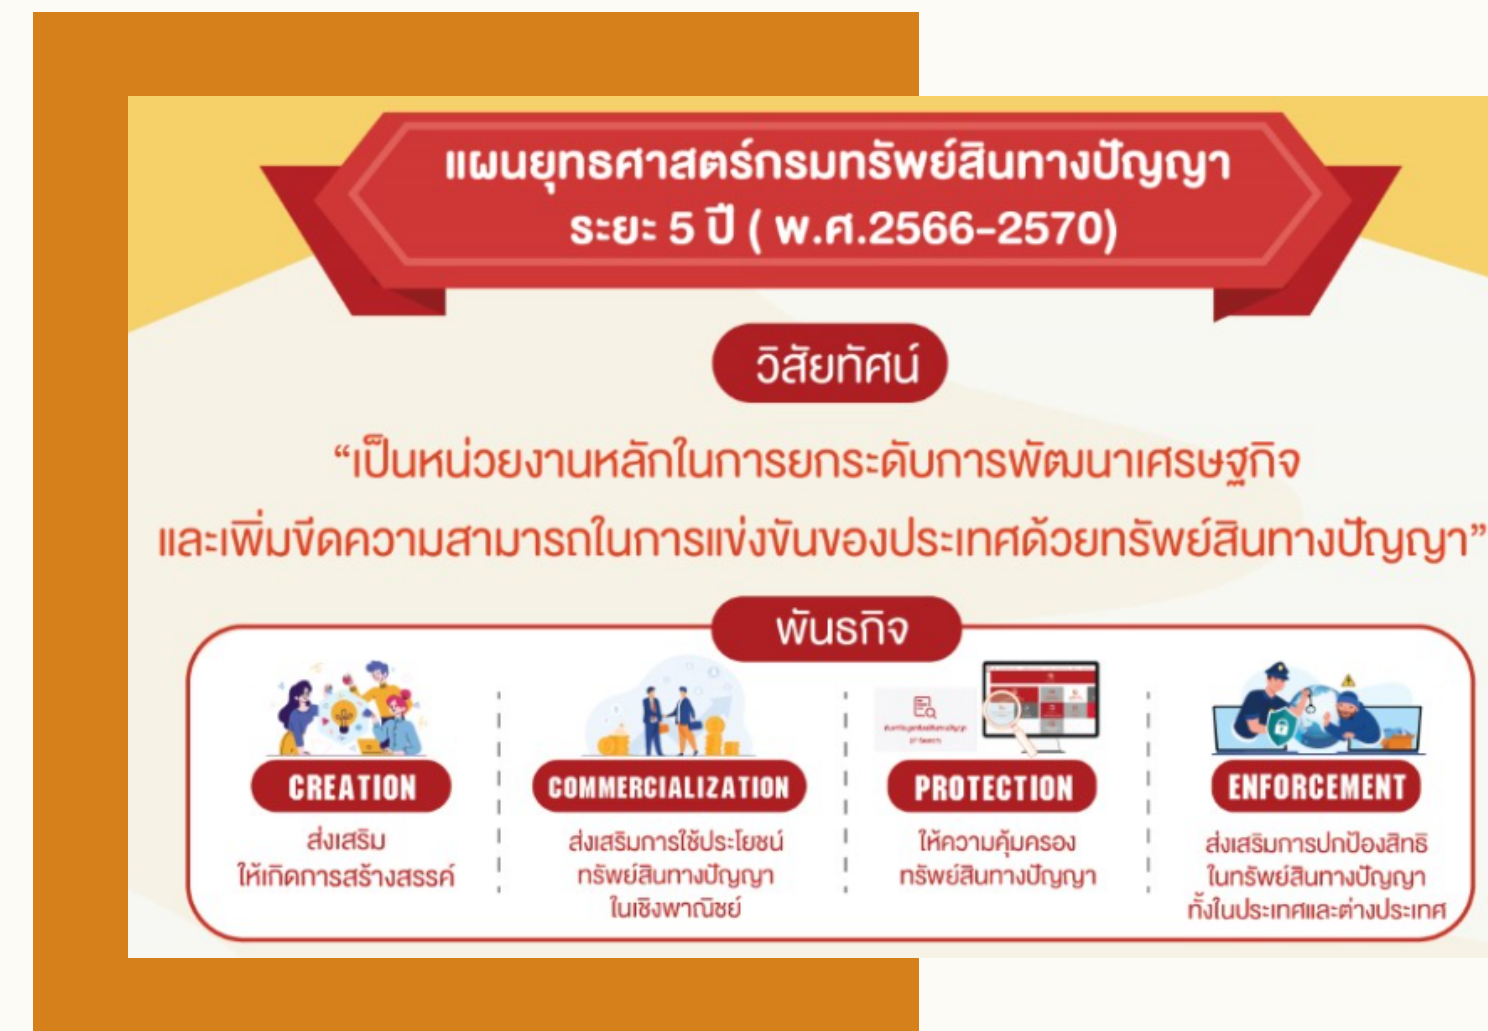 แผนยุทธศาสตร์กรมทรัพย์สินทางปัญญา
ระยะ 5 ปี ( พ.ศ.2566-2570)
วิสัยทัศน์
“เป็นหน่วยงานหลักในการยกระดับการพัฒนาเศรษฐกิจ
และเพิ่มขีดความสามารถในการแข่งขันของประเทศด้วยทรัพย์สินทางปัญญา”
พันธกิจ
CREATION
ส่งเสริม
ให้เกิดการสร้างสรรค์
COMMERCIALIZATION
ส่งเสริมการใช้ประโยชน์
ทรัพย์สินทางปัญญา
ในเชิงพาณิชย์
PROTECTION
ให้ความคุ้มครอง
ทรัพย์สินทางปัญญา
ENFORCEMENT
ส่งเสริมการปกป้องสิทธิ
ในทรัพย์สินทางปัญญา
ทั้งในประเทศและต่างประเทศ